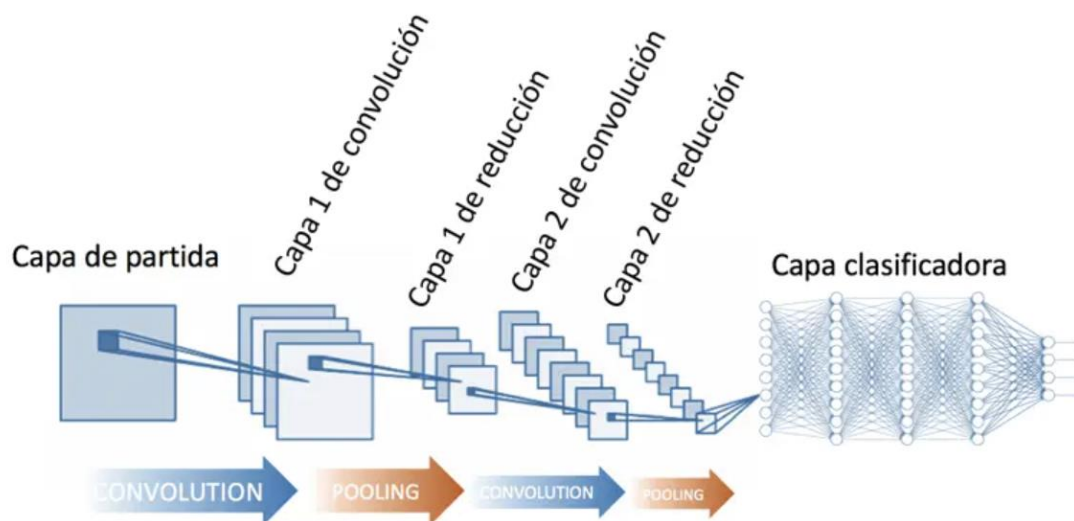 Capa de partida
Capa 1 de convolución
Capa 1 de reducción
Capa 2 de convolución
Capa 2 de reducción
Capa clasificadora
CONVOLUTION
POOLING
CONVOLUTION
POOLING